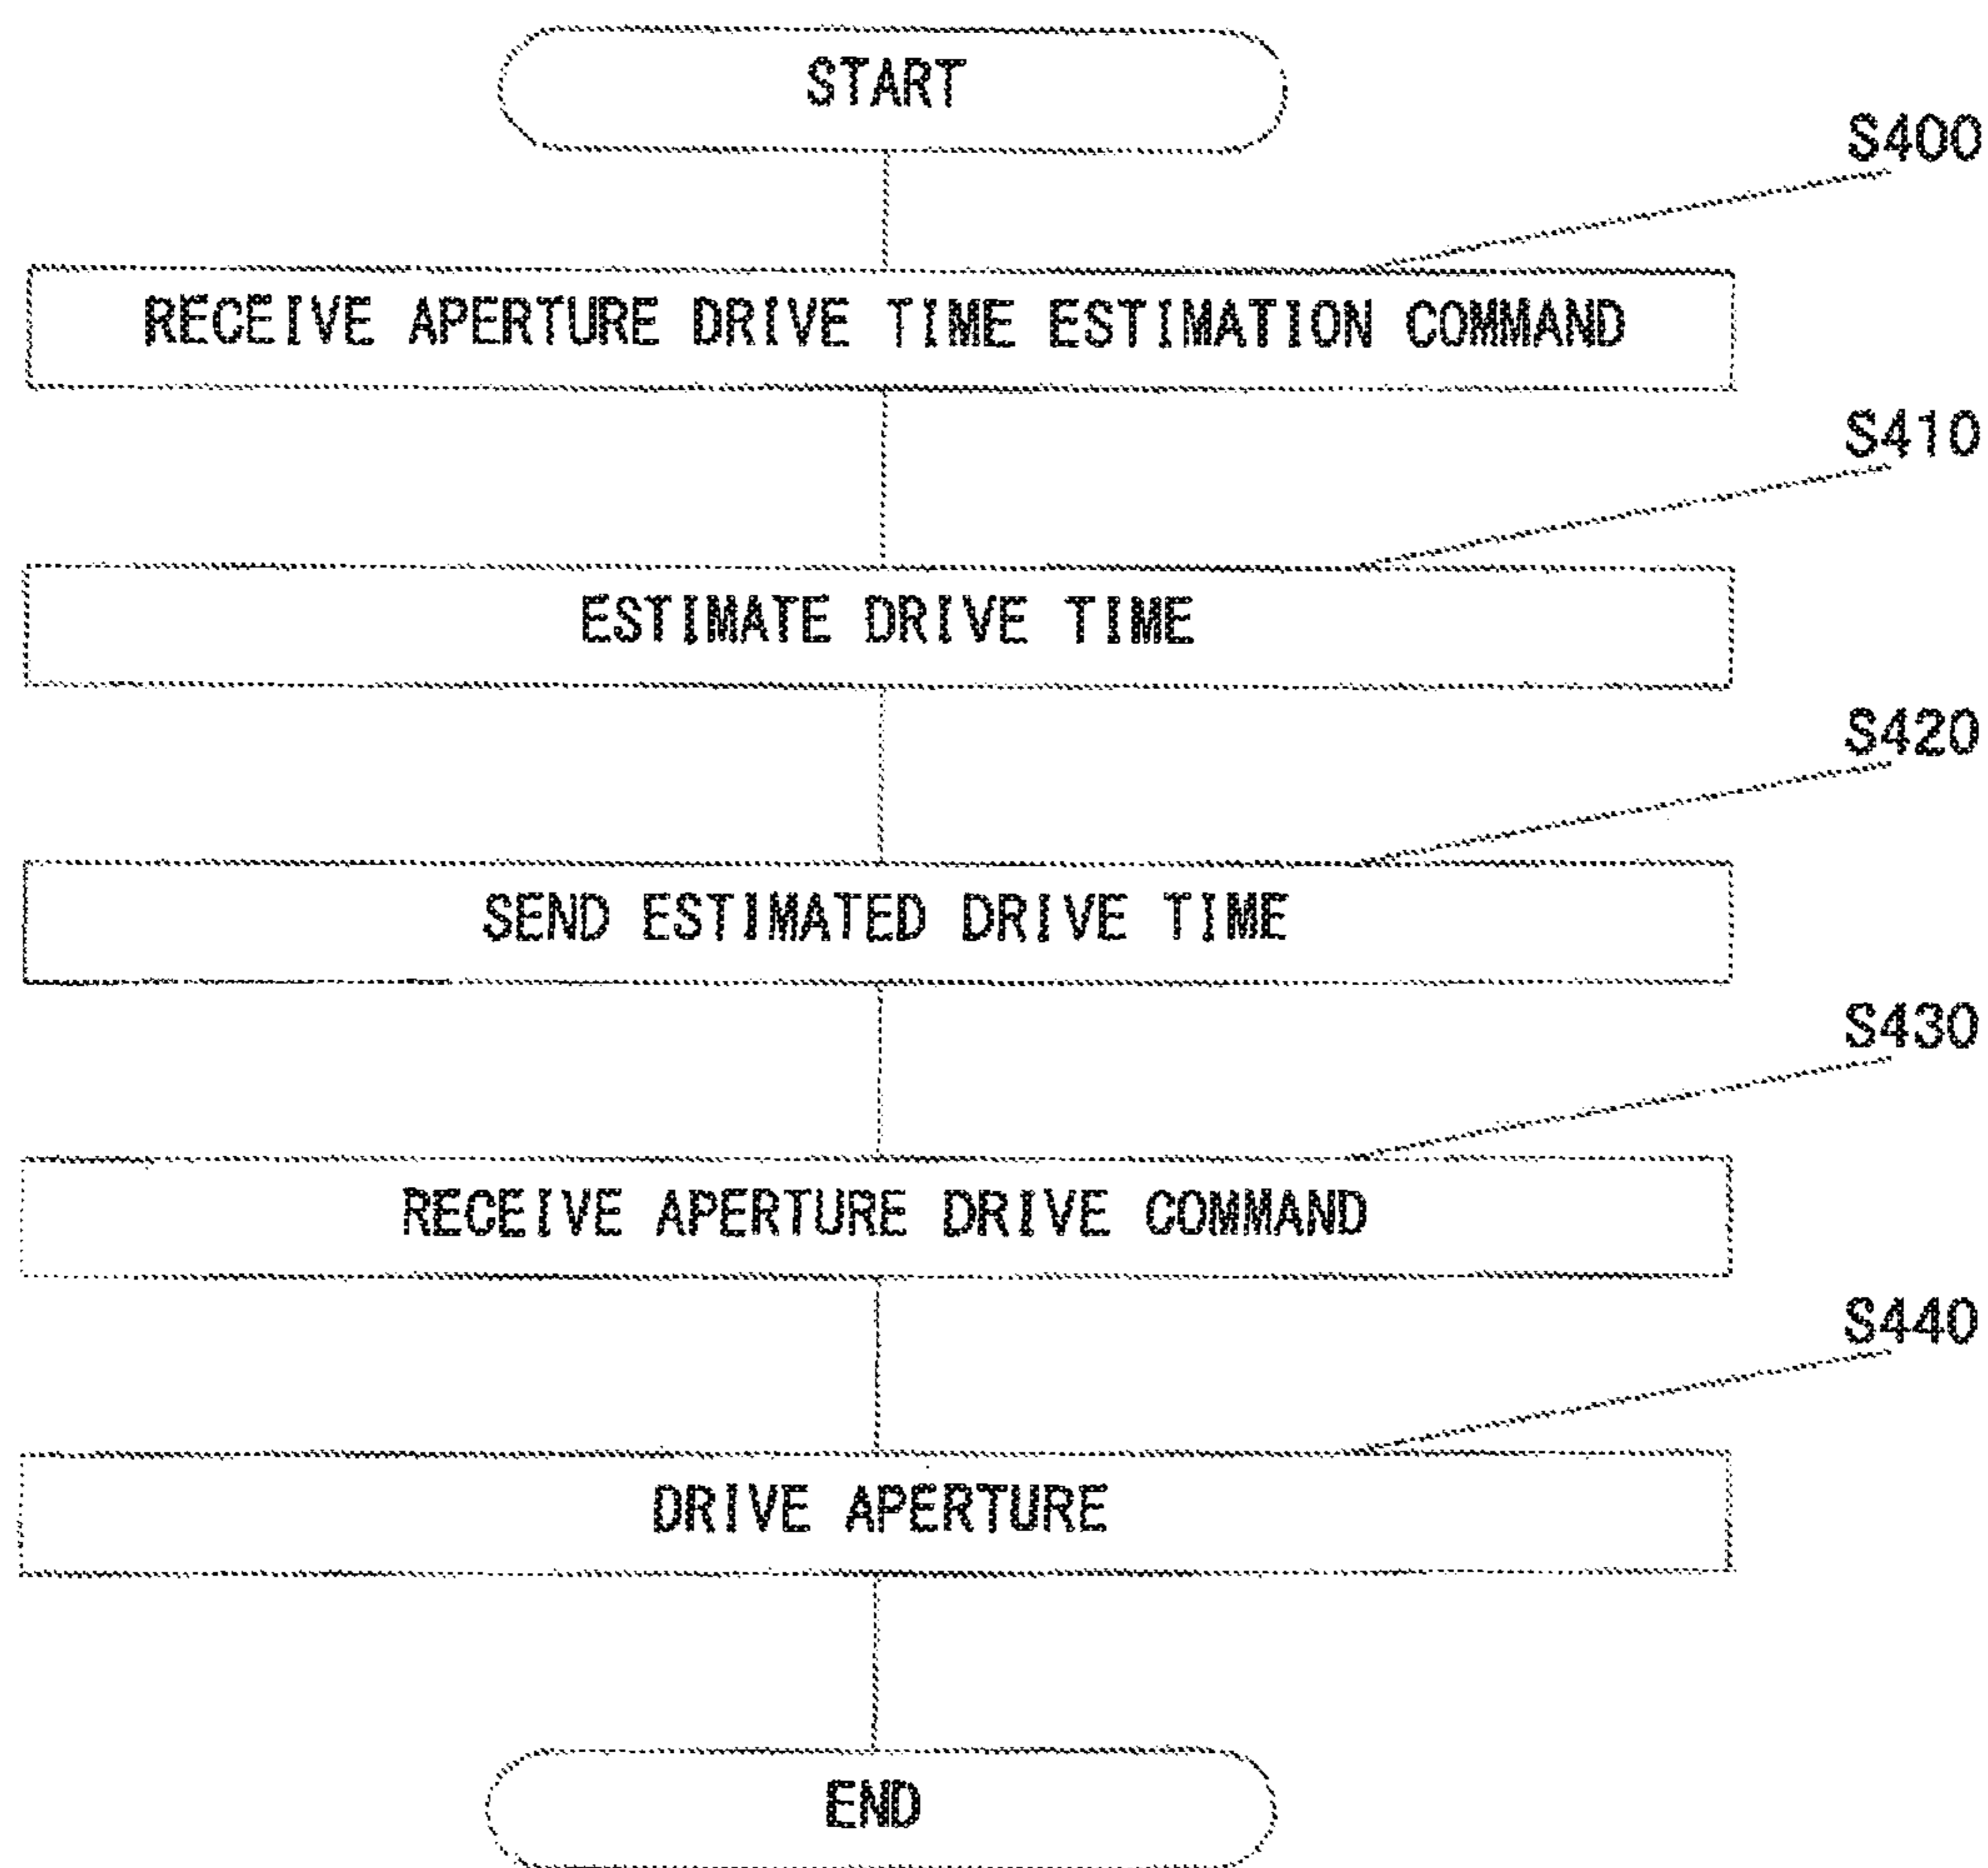 START
S400
RECEIVE APERTURE DRIVE TIME ESTIMATION COMMAND
S410
ESTIMATE DRIVE TIME
S420
SEND ESTIMATED DRIVE TIME
S430
RECEIVE APERTURE DRIVE COMMAND
S440
DRIVE APERTURE
END